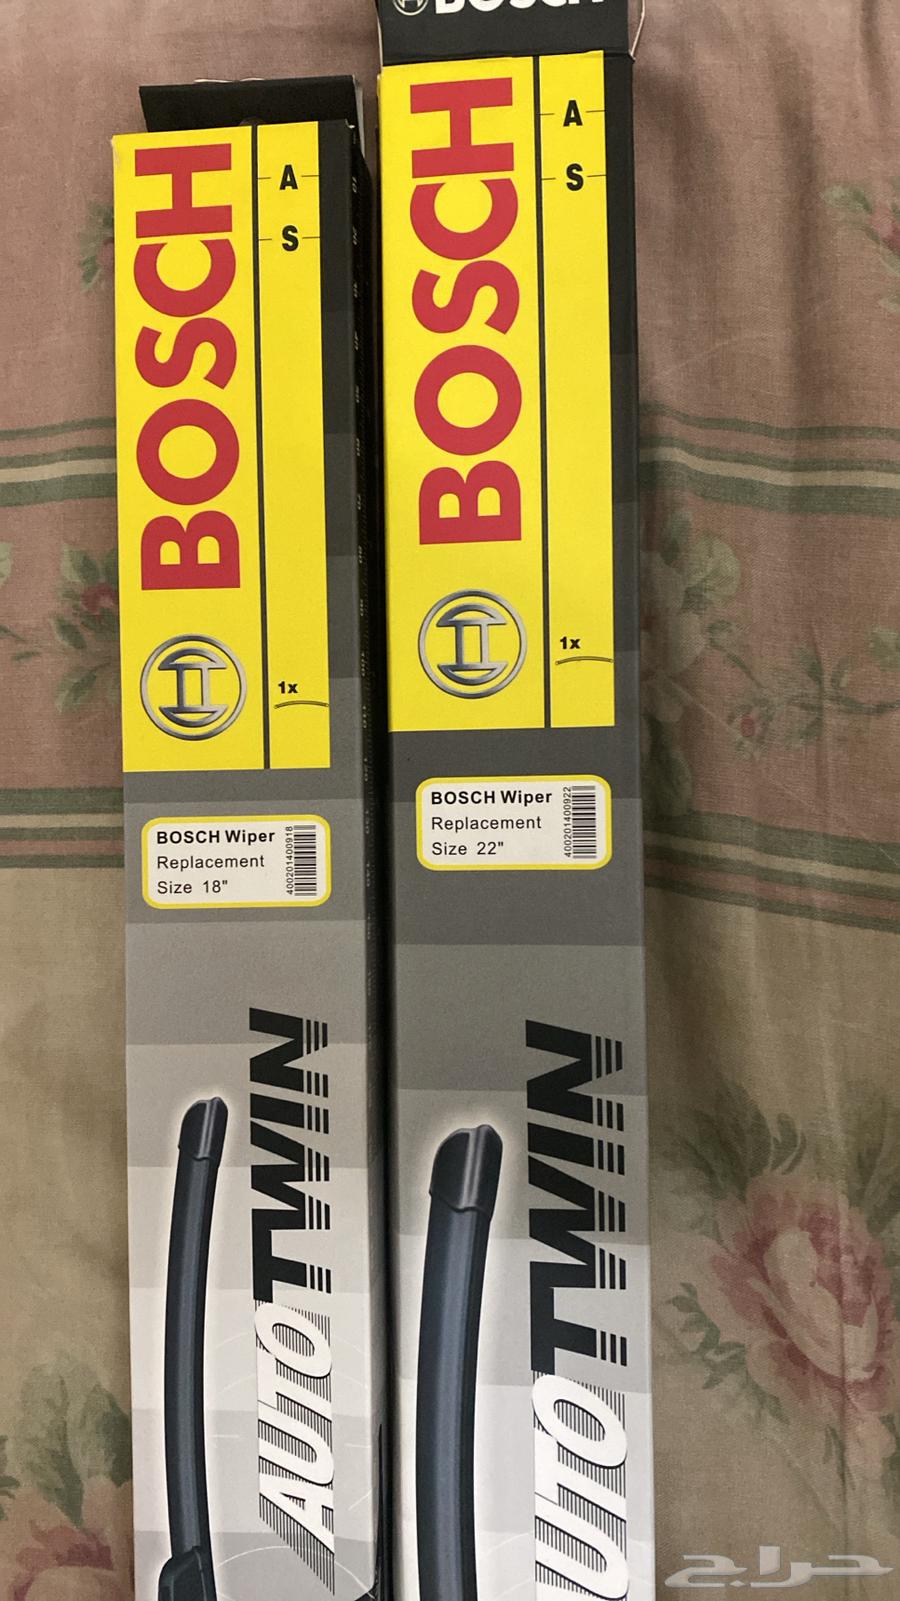 BOSCH
A
S
1x
BOSCH Wiper
Replacement
Size 18"
400201400918
AUTOTWIN
BOSCH
BOSCH
A
S
1x
BOSCH Wiper
Replacement
Size 22"
400201400922
AUTOTWIN
حراج